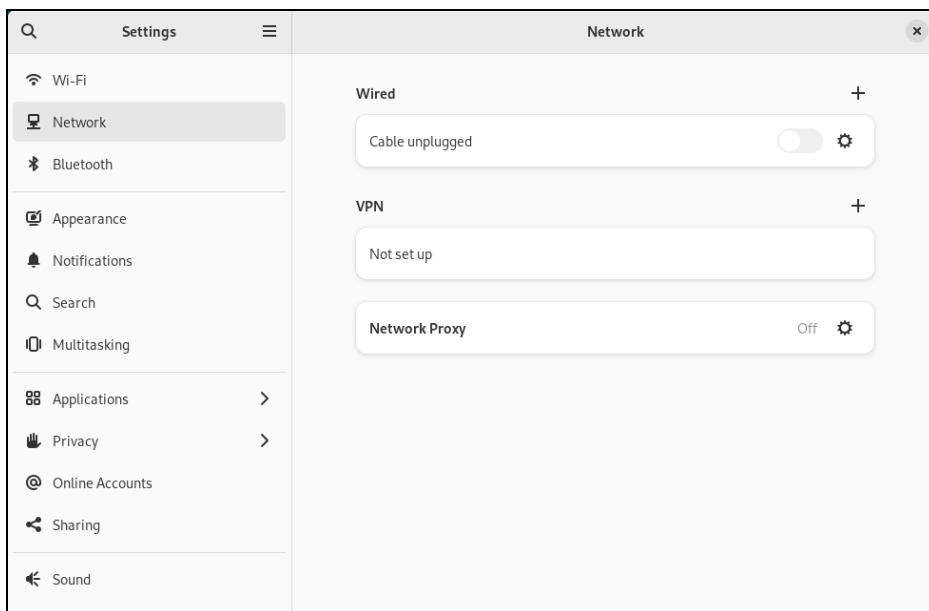 Settings
Network
Wi-Fi
Network
Bluetooth
Appearance
Notifications
Search
Multitasking
Applications
Privacy
Online Accounts
Sharing
Sound
Wired
Cable unplugged
VPN
Not set up
Network Proxy Off